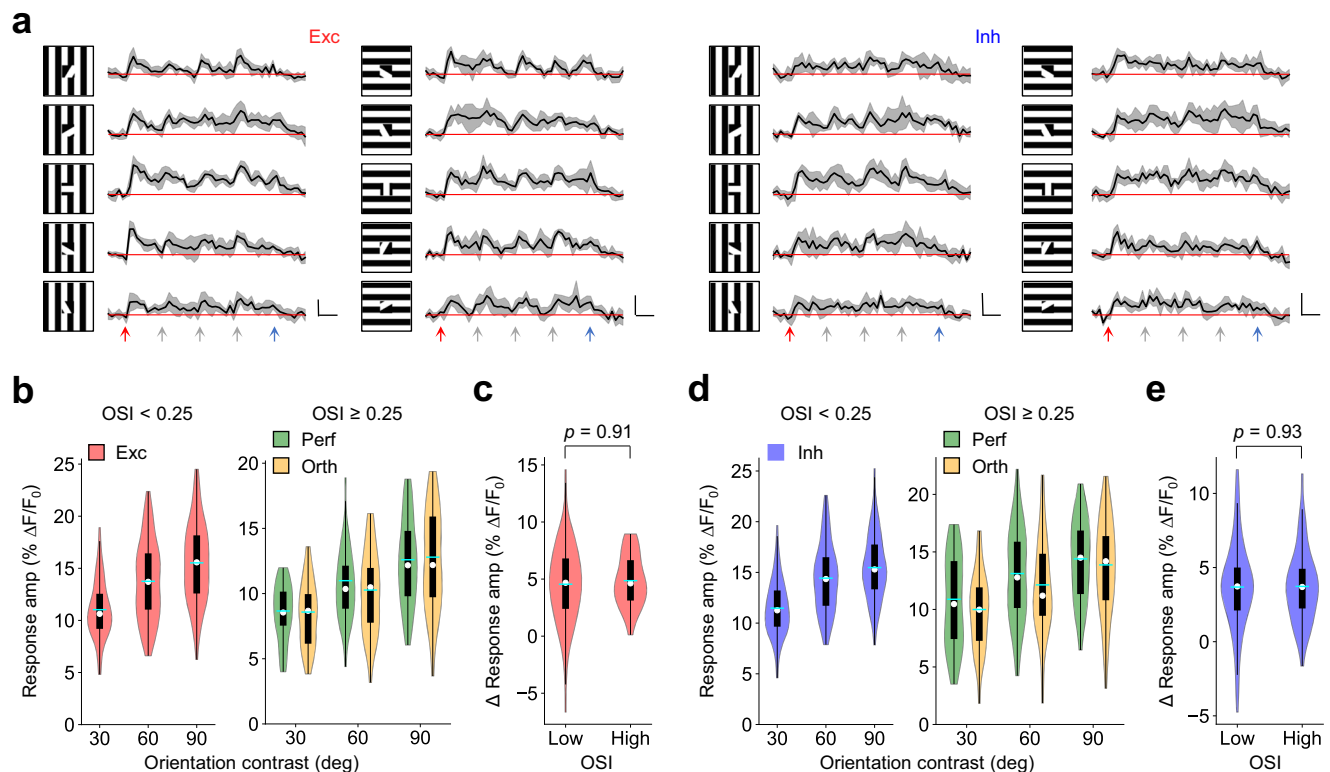 a
Exc
Inh
b
c
d
e
OSI < 0.25
OSI ≥ 0.25
Exc
Perf
Orth
Response amp (% ΔF/F0)
25
20
15
10
5
0
30
60
90
20
15
10
5
0
30
60
90
Orientation contrast (deg)
p = 0.91
Δ Response amp (% ΔF/F0)
15
10
5
0
−5
Low
High
OSI
OSI < 0.25
OSI ≥ 0.25
Inh
Perf
Orth
Response amp (% ΔF/F0)
25
20
15
10
5
0
30
60
90
20
15
10
5
0
30
60
90
Orientation contrast (deg)
p = 0.93
Δ Response amp (% ΔF/F0)
10
5
0
−5
Low
High
OSI